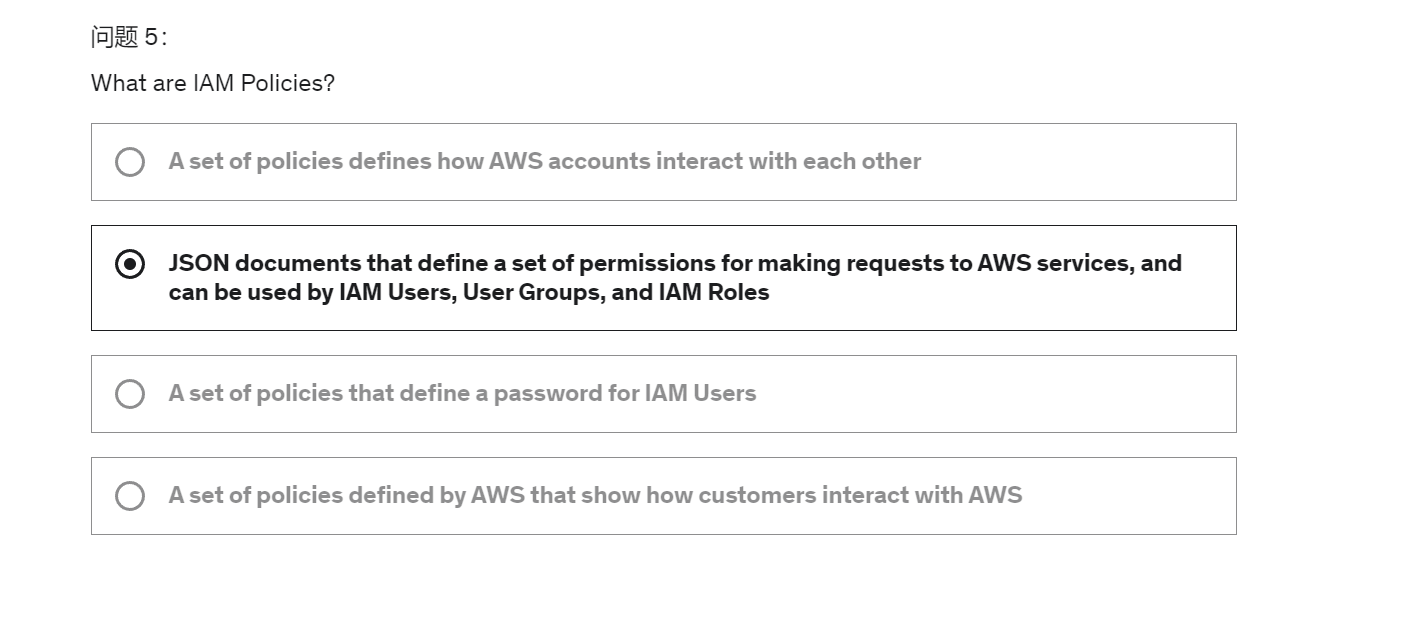 问题 5:
What are IAM Policies?
A set of policies defines how AWS accounts interact with each other
JSON documents that define a set of permissions for making requests to AWS services, and
can be used by IAM Users, User Groups, and IAM Roles
A set of policies that define a password for IAM Users
A set of policies defined by AWS that show how customers interact with AWS